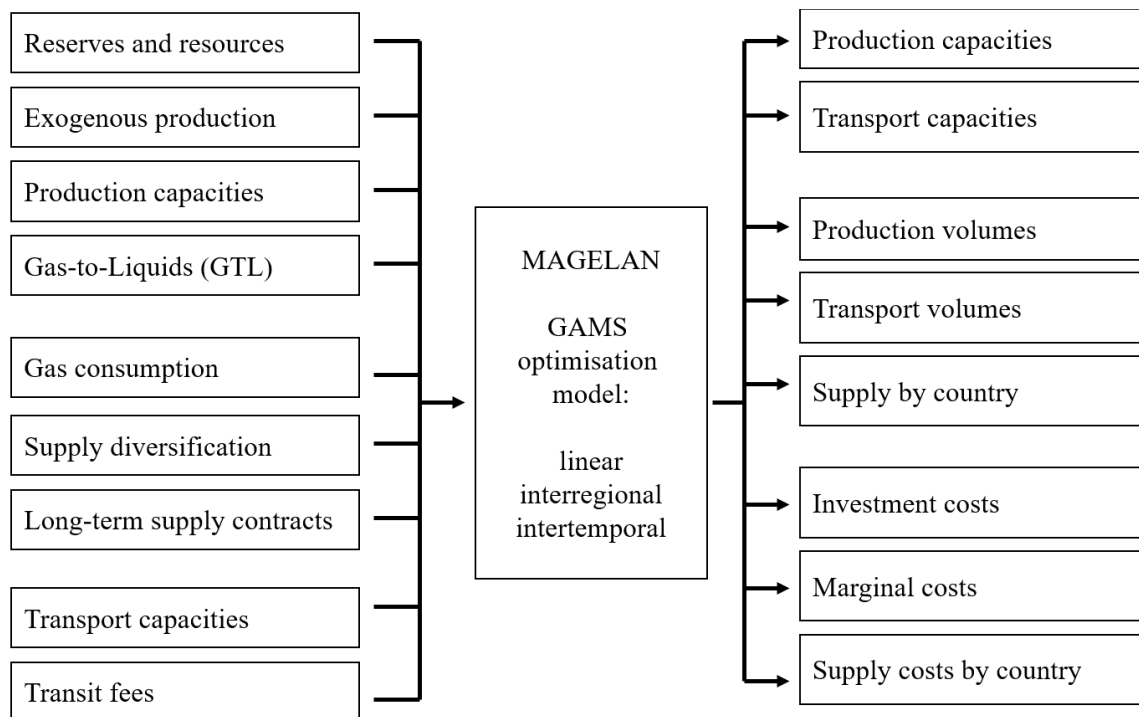 Reserves and resources
Exogenous production
Production capacities
Gas-to-Liquids (GTL)
Gas consumption
Supply diversification
Long-term supply contracts
Transport capacities
Transit fees
MAGELAN
GAMS
optimisation
model:
linear
interregional
intertemporal
Production capacities
Transport capacities
Production volumes
Transport volumes
Supply by country
Investment costs
Marginal costs
Supply costs by country